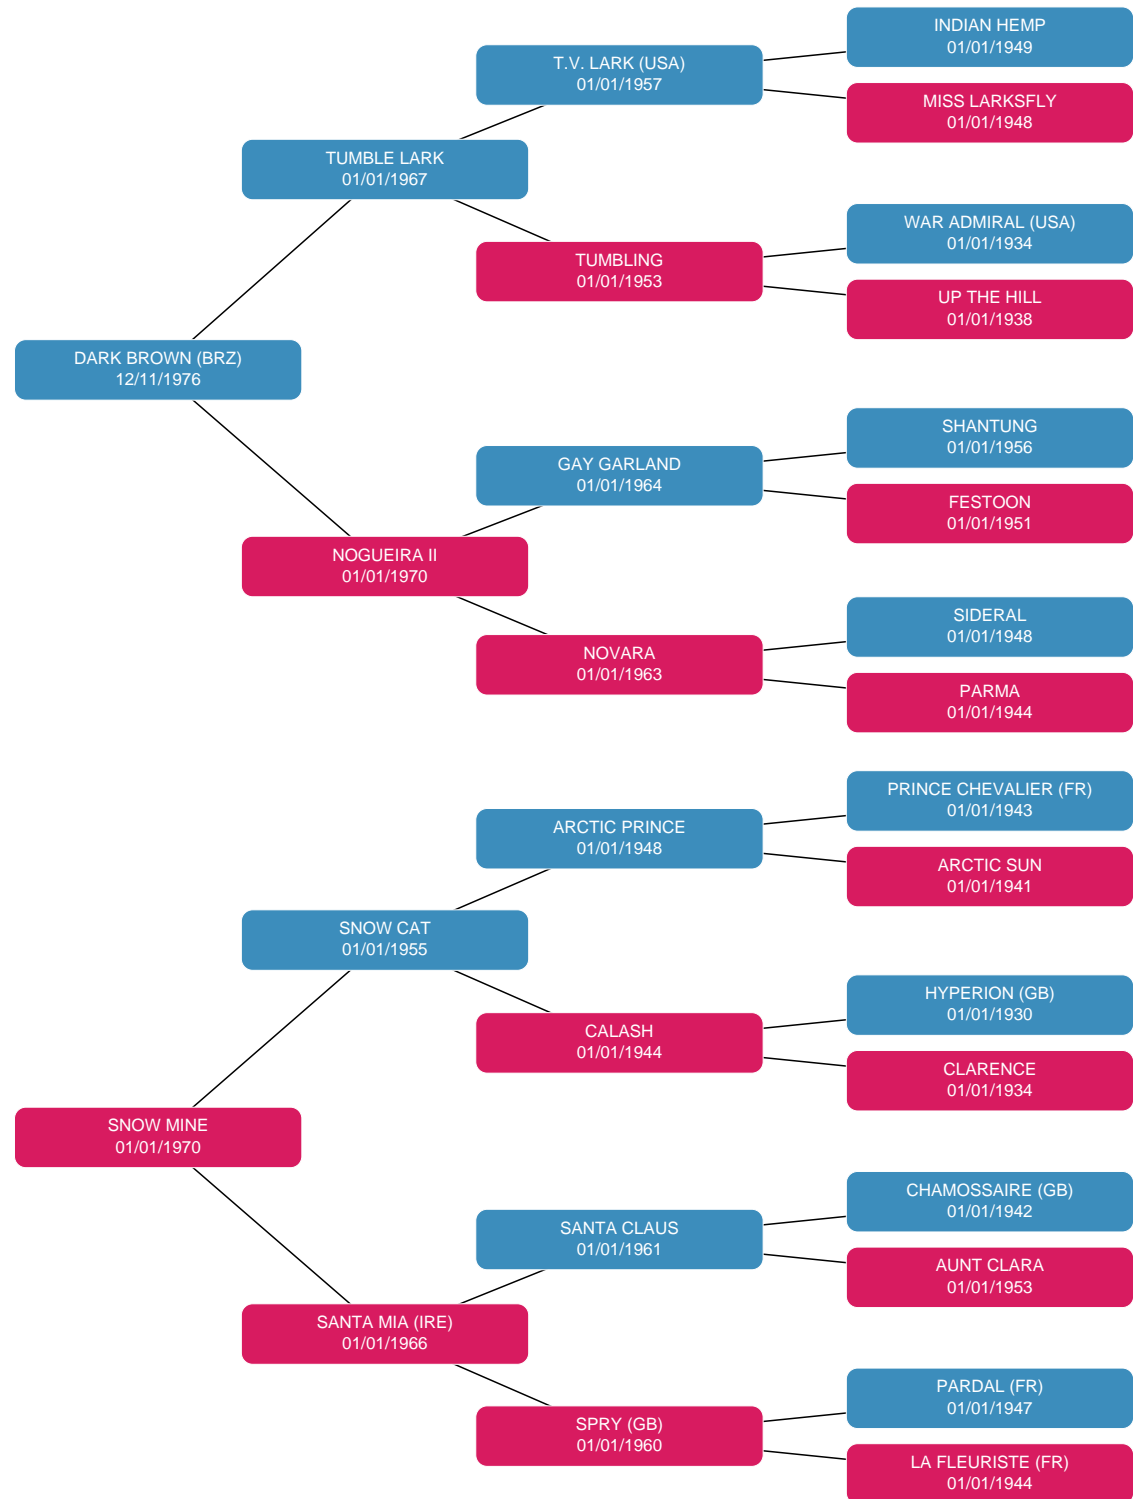 INDIAN HEMP
01/01/1949
T.V. LARK (USA)
01/01/1957
MISS LARKSFLY
01/01/1948
TUMBLE LARK
01/01/1967
WAR ADMIRAL (USA)
01/01/1934
TUMBLING
01/01/1953
UP THE HILL
01/01/1938
DARK BROWN (BRZ)
12/11/1976
SHANTUNG
01/01/1956
GAY GARLAND
01/01/1964
FESTOON
01/01/1951
NOGUEIRA II
01/01/1970
SIDERAL
01/01/1948
NOVARA
01/01/1963
PARMA
01/01/1944
PRINCE CHEVALIER (FR)
01/01/1943
ARCTIC PRINCE
01/01/1948
ARCTIC SUN
01/01/1941
SNOW CAT
01/01/1955
HYPERION (GB)
01/01/1930
CALASH
01/01/1944
CLARENCE
01/01/1934
SNOW MINE
01/01/1970
CHAMOSSAIRE (GB)
01/01/1942
SANTA CLAUS
01/01/1961
AUNT CLARA
01/01/1953
SANTA MIA (IRE)
01/01/1966
PARDAL (FR)
01/01/1947
SPRY (GB)
01/01/1960
LA FLEURISTE (FR)
01/01/1944